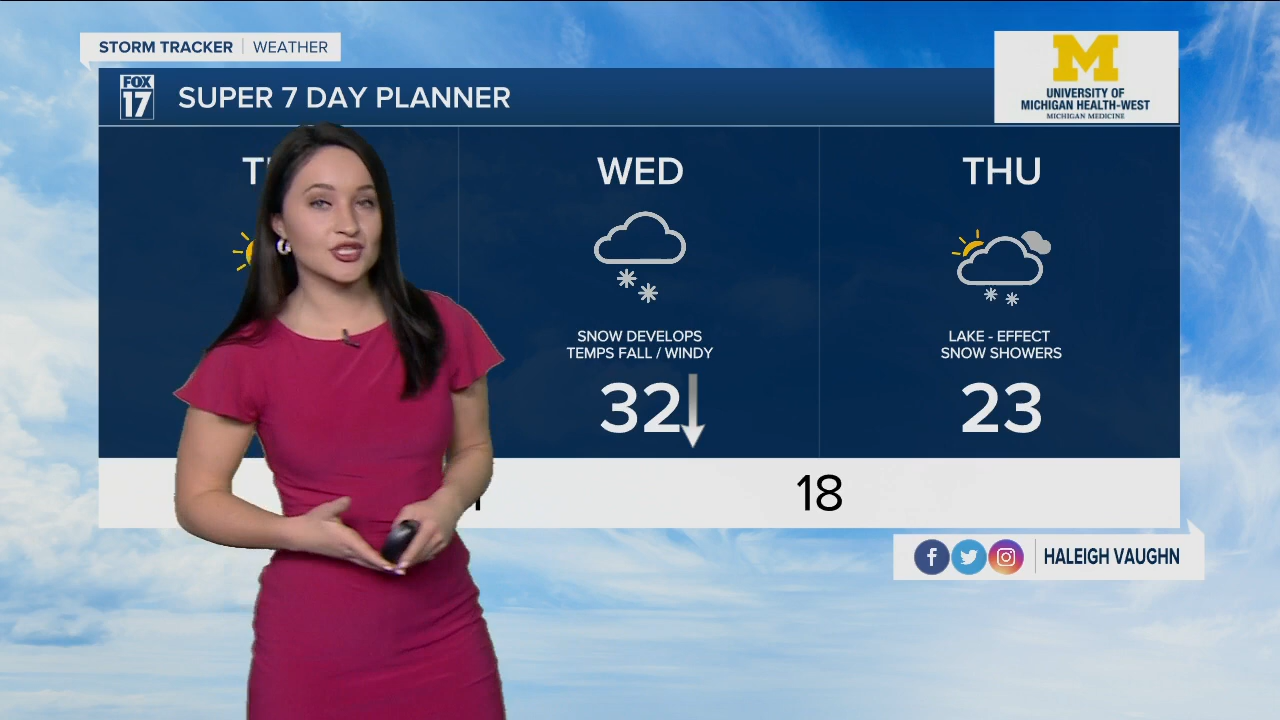 STORM TRACKER | WEATHER
FOX
17
SUPER 7 DAY PLANNER
M
UNIVERSITY OF
MICHIGAN HEALTH-WEST
MICHIGAN MEDICINE
WED
THU
SNOW DEVELOPS
TEMPS FALL / WINDY
LAKE - EFFECT
SNOW SHOWERS
32
23
18
HALEIGH VAUGHN